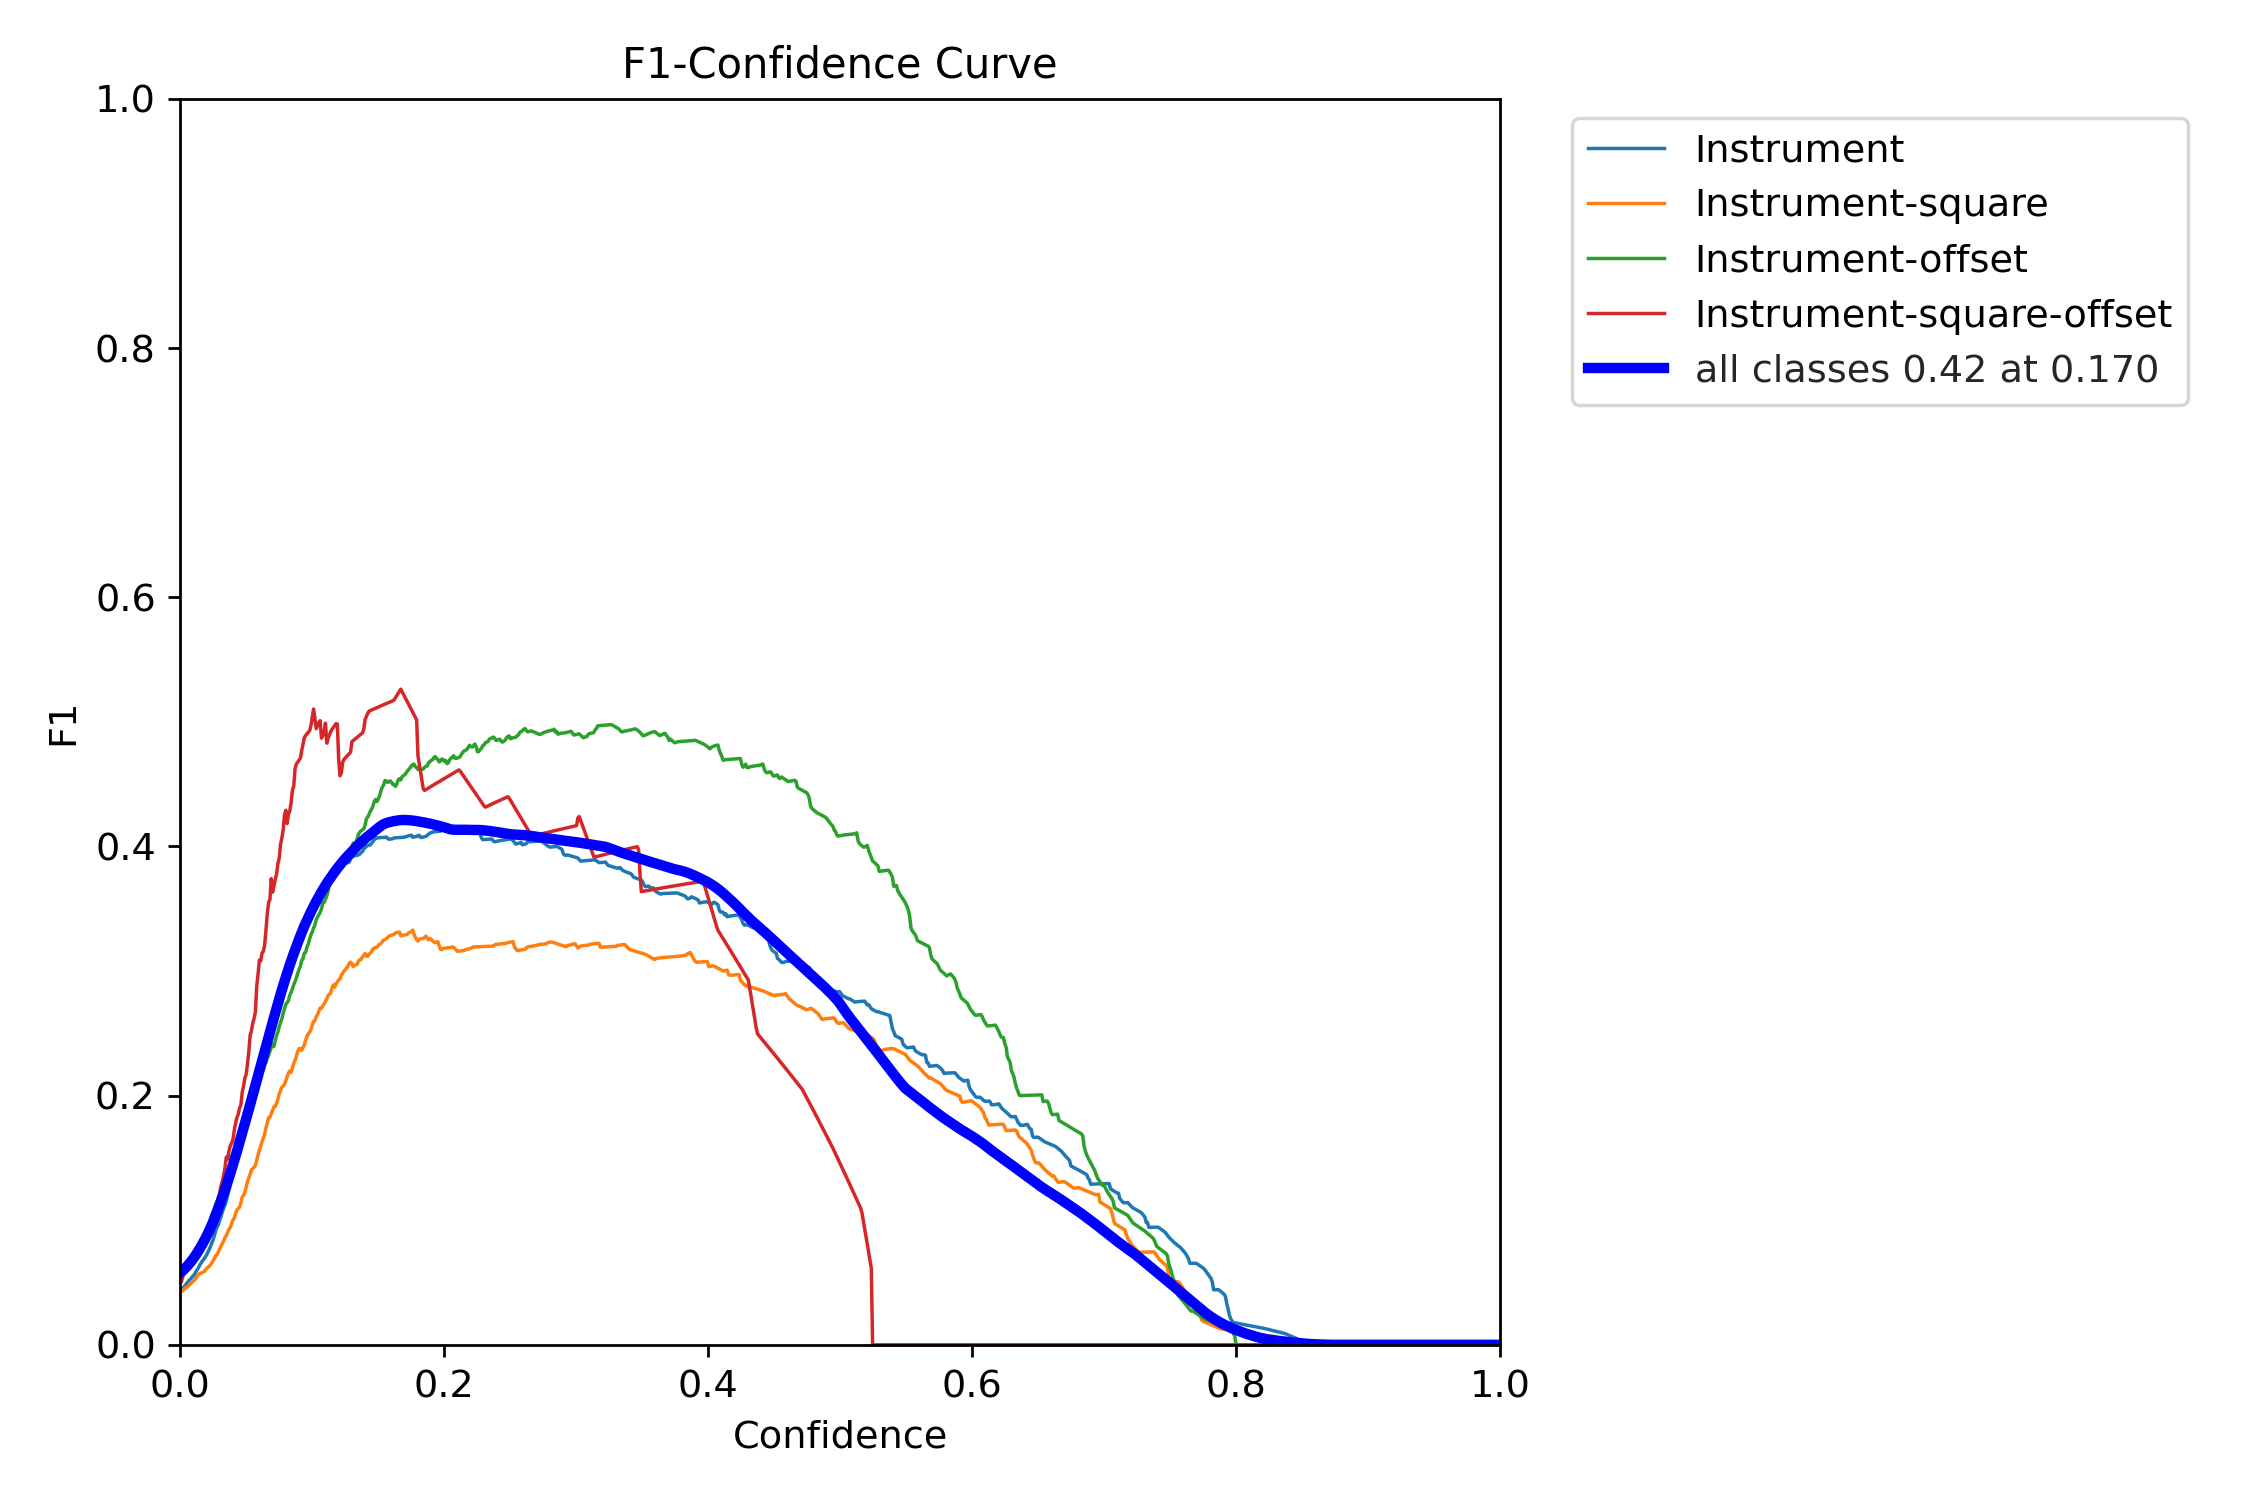 F1-Confidence Curve
1.0
0.8
0.6
0.4
0.2
0.0
F1
0.0 0.2 0.4 0.6 0.8 1.0
Confidence
Instrument
Instrument-square
Instrument-offset
Instrument-square-offset
all classes 0.42 at 0.170